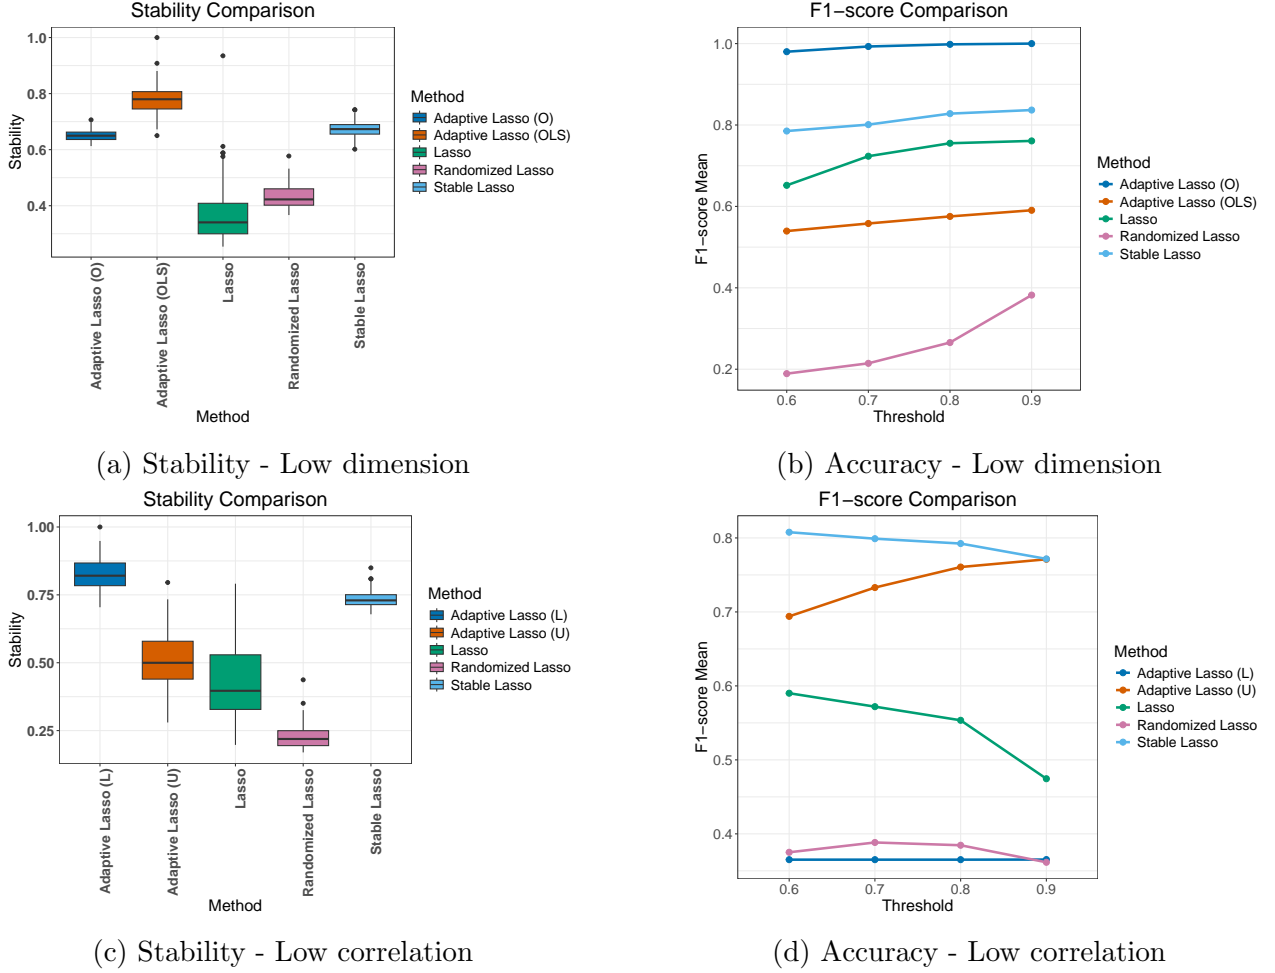 Stability Comparison
1.0
0.8
0.6
0.4
Stability
Adaptive Lasso (O)
Adaptive Lasso (OLS)
Lasso
Randomized Lasso
Stable Lasso
Method
Method
Adaptive Lasso (O)
Adaptive Lasso (OLS)
Lasso
Randomized Lasso
Stable Lasso
(a) Stability - Low dimension
F1−score Comparison
1.0
0.8
0.6
0.4
0.2
F1−score Mean
0.6 0.7 0.8 0.9
Threshold
Method
Adaptive Lasso (O)
Adaptive Lasso (OLS)
Lasso
Randomized Lasso
Stable Lasso
(b) Accuracy - Low dimension
Stability Comparison
1.00
0.75
0.50
0.25
Stability
Adaptive Lasso (L)
Adaptive Lasso (U)
Lasso
Randomized Lasso
Stable Lasso
Method
Method
Adaptive Lasso (L)
Adaptive Lasso (U)
Lasso
Randomized Lasso
Stable Lasso
(c) Stability - Low correlation
F1−score Comparison
0.8
0.7
0.6
0.5
0.4
F1−score Mean
0.6 0.7 0.8 0.9
Threshold
Method
Adaptive Lasso (L)
Adaptive Lasso (U)
Lasso
Randomized Lasso
Stable Lasso
(d) Accuracy - Low correlation